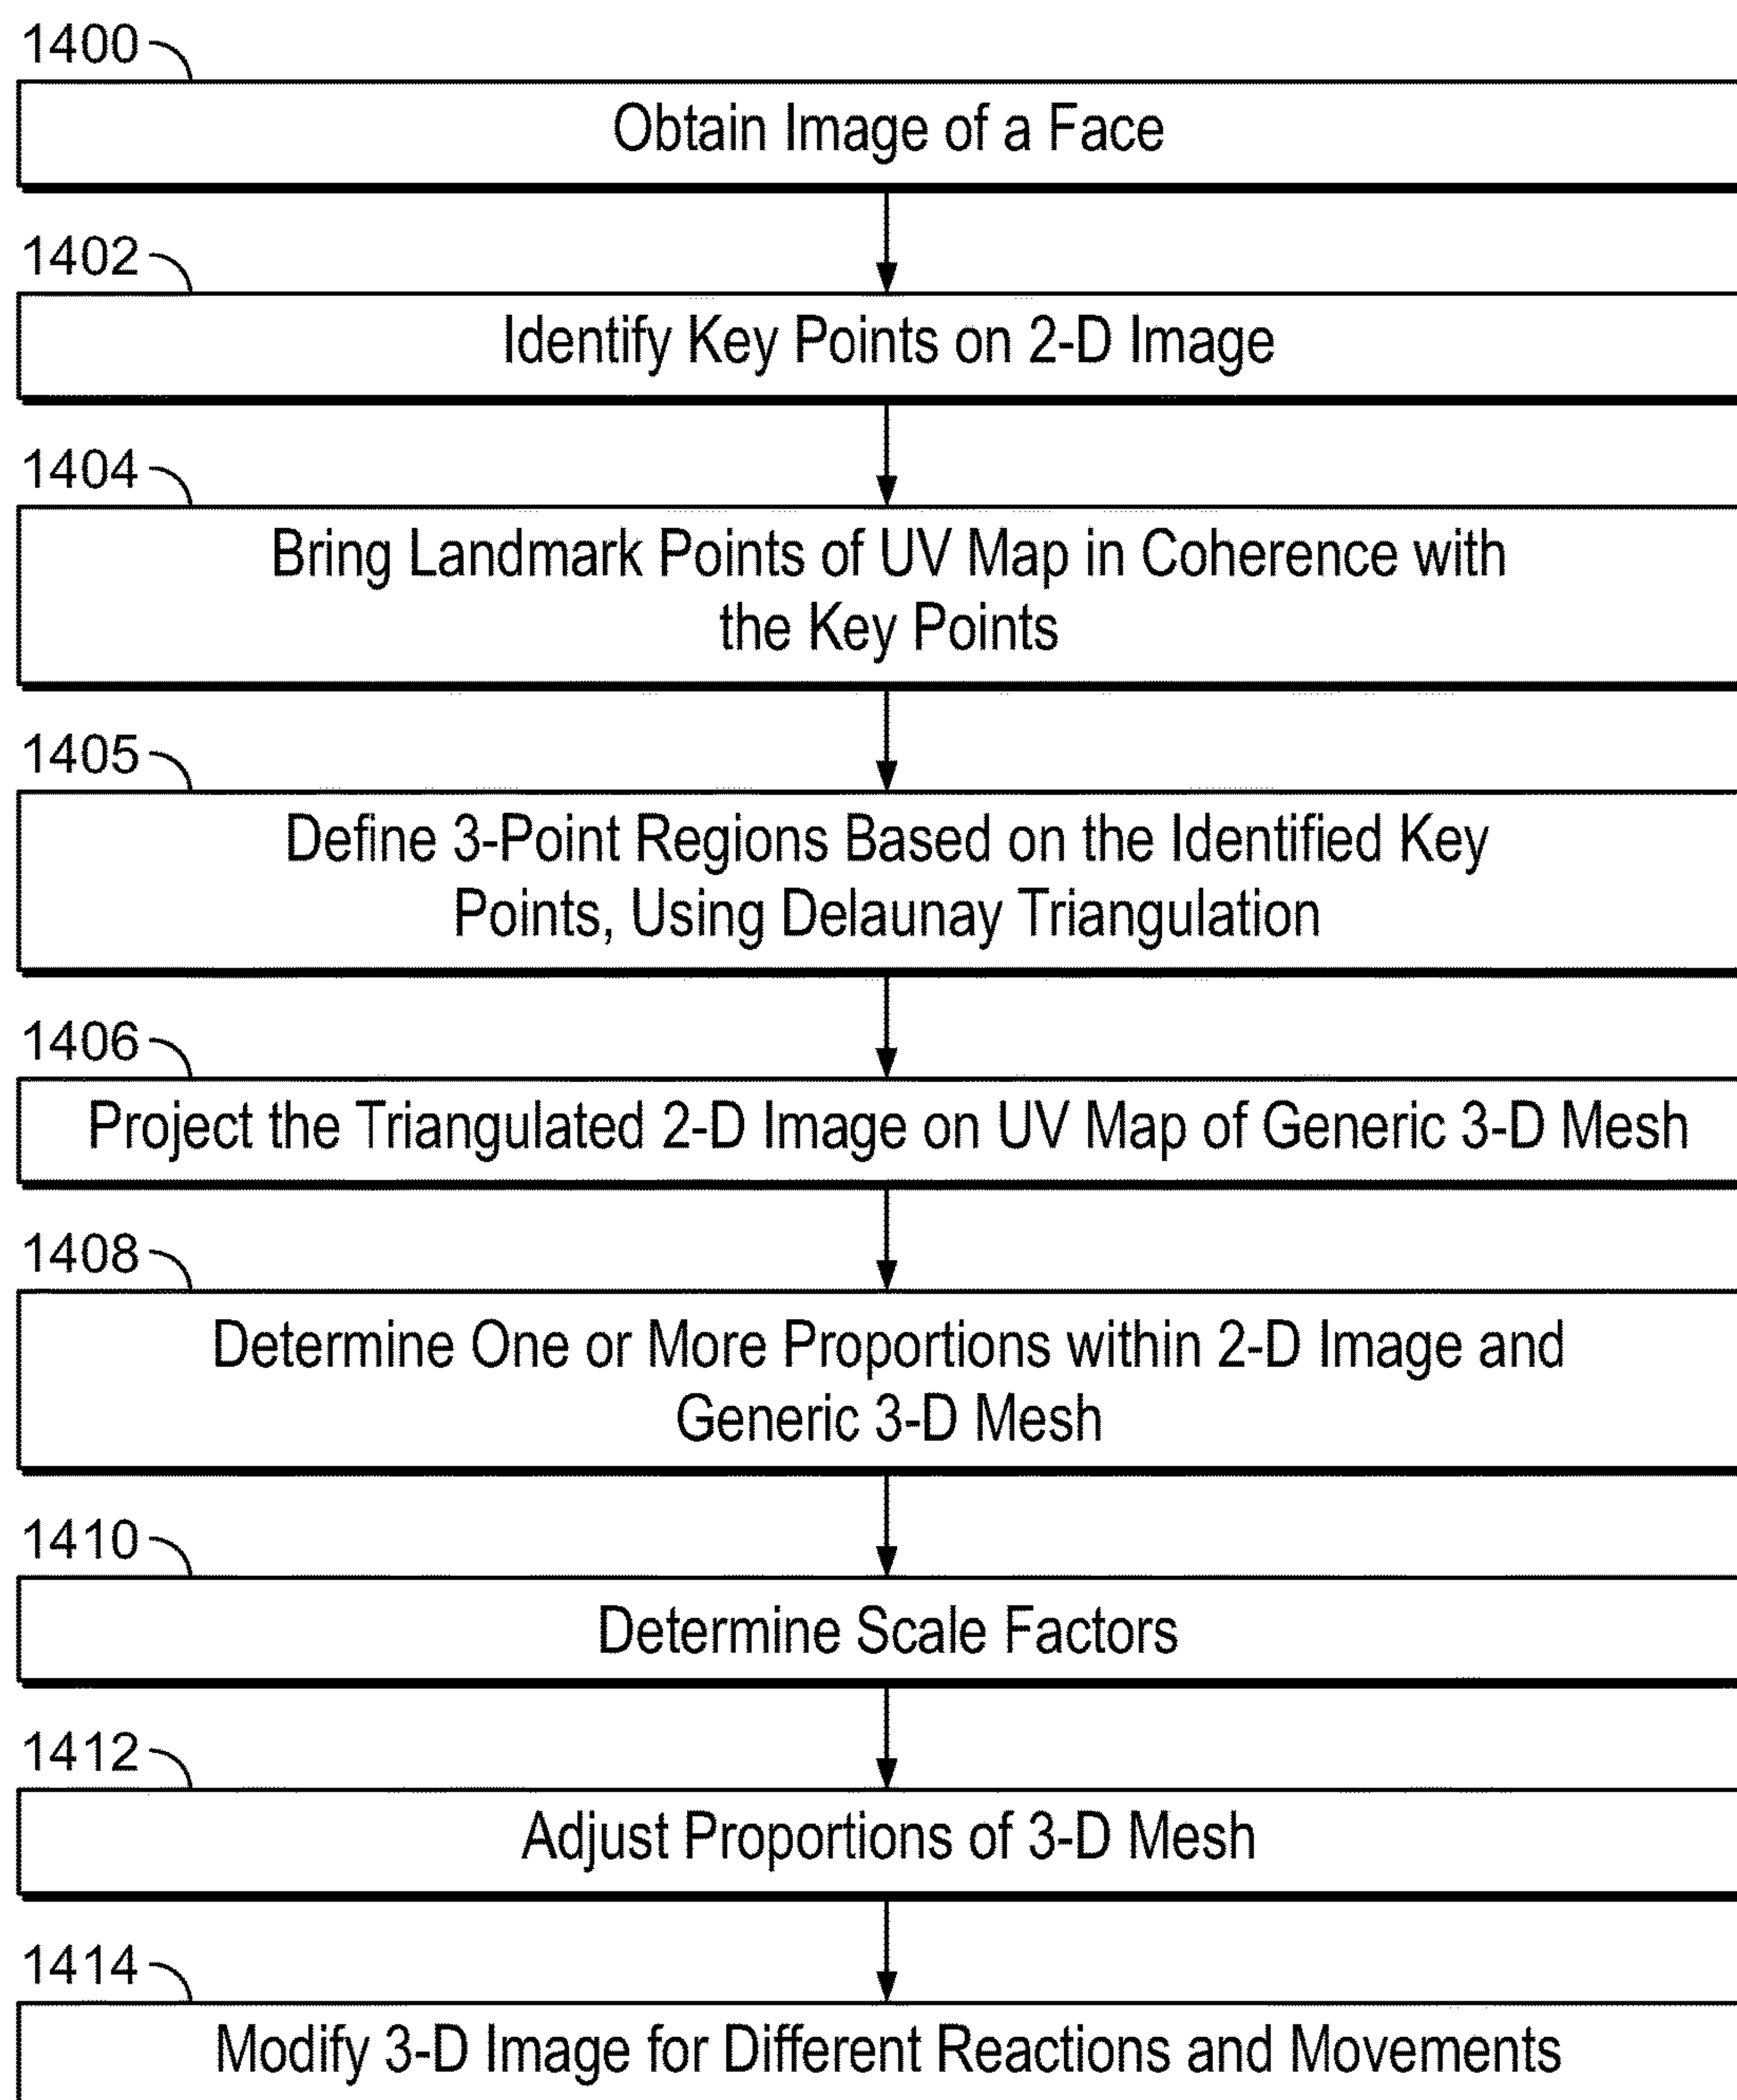 1400
Obtain Image of a Face
1402
Identify Key Points on 2-D Image
1404
Bring Landmark Points of UV Map in Coherence with
the Key Points
1405
Define 3-Point Regions Based on the Identified Key
Points, Using Delaunay Triangulation
1406
Project the Triangulated 2-D Image on UV Map of Generic 3-D Mesh
1408
Determine One or More Proportions within 2-D Image and
Generic 3-D Mesh
1410
Determine Scale Factors
1412
Adjust Proportions of 3-D Mesh
1414
Modify 3-D Image for Different Reactions and Movements